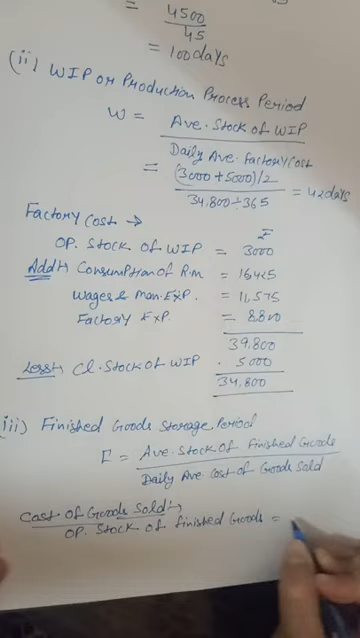 = 4500
45
= 100 days
(ii) WIP or Production Process Period
W = Ave. Stock of WIP
Daily Ave. Factory Cost
= (3000 + 5000)/2
34,800 ÷ 365
= 42 days
Factory Cost →
₹
OP. Stock of WIP = 3000
Add:- Consumption of R.m = 16425
Wages & Man. EXP. = 11,575
Factory EXP. = 8800
39,800
Less:- Cl. Stock of WIP . 5000
34,800
(iii) Finished Goods Storage Period
F = Ave. Stock of Finished Goods
Daily Ave. Cost of Goods Sold
Cost of Goods Sold:-
OP. Stock of finished Goods =